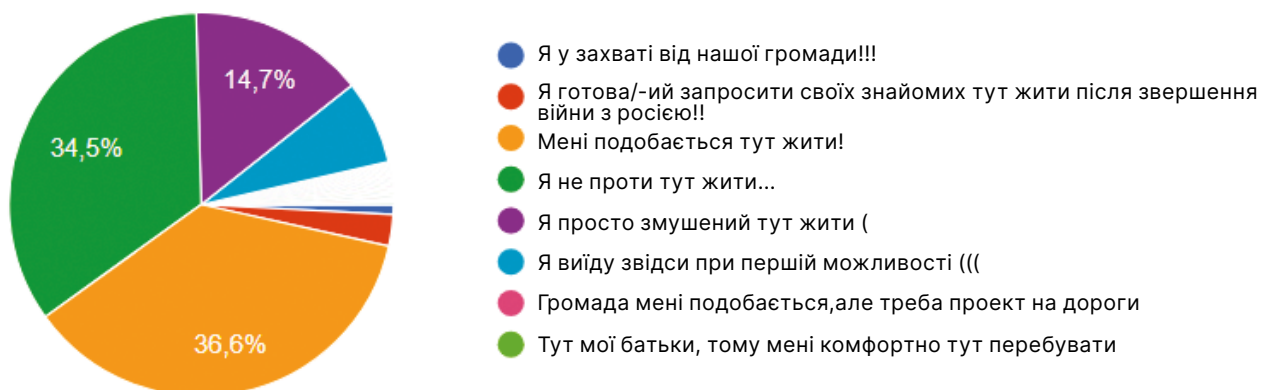 14,7%
34,5%
36,6%
Я у захваті від нашої громади!!!
Я готова/-ий запросити своїх знайомих тут жити після звершення
війни з росією!!
Мені подобається тут жити!
Я не проти тут жити...
Я просто змушений тут жити (
Я виїду звідси при першій можливості (((
Громада мені подобається,але треба проект на дороги
Тут мої батьки, тому мені комфортно тут перебувати